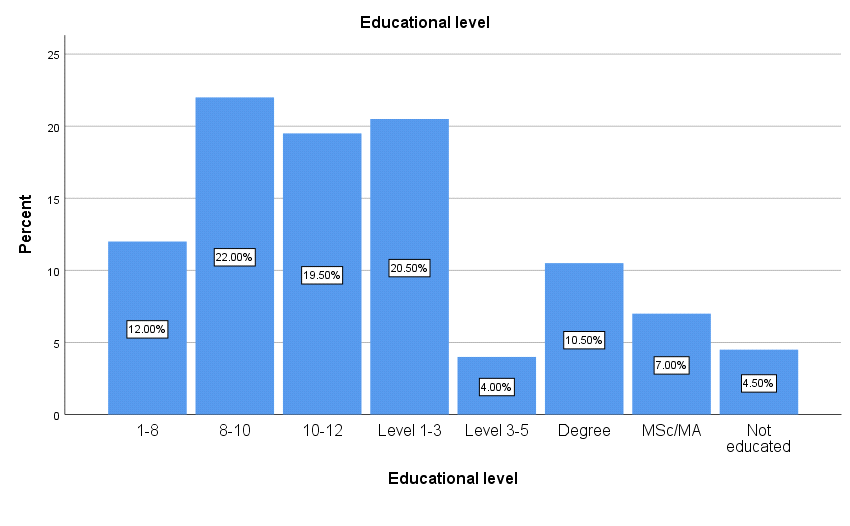 Educational level
25
20
15
10
5
0
Percent
12.00%
22.00%
19.50%
20.50%
4.00%
10.50%
7.00%
4.50%
1-8
8-10
10-12
Level 1-3
Level 3-5
Degree
MSc/MA
Not
educated
Educational level